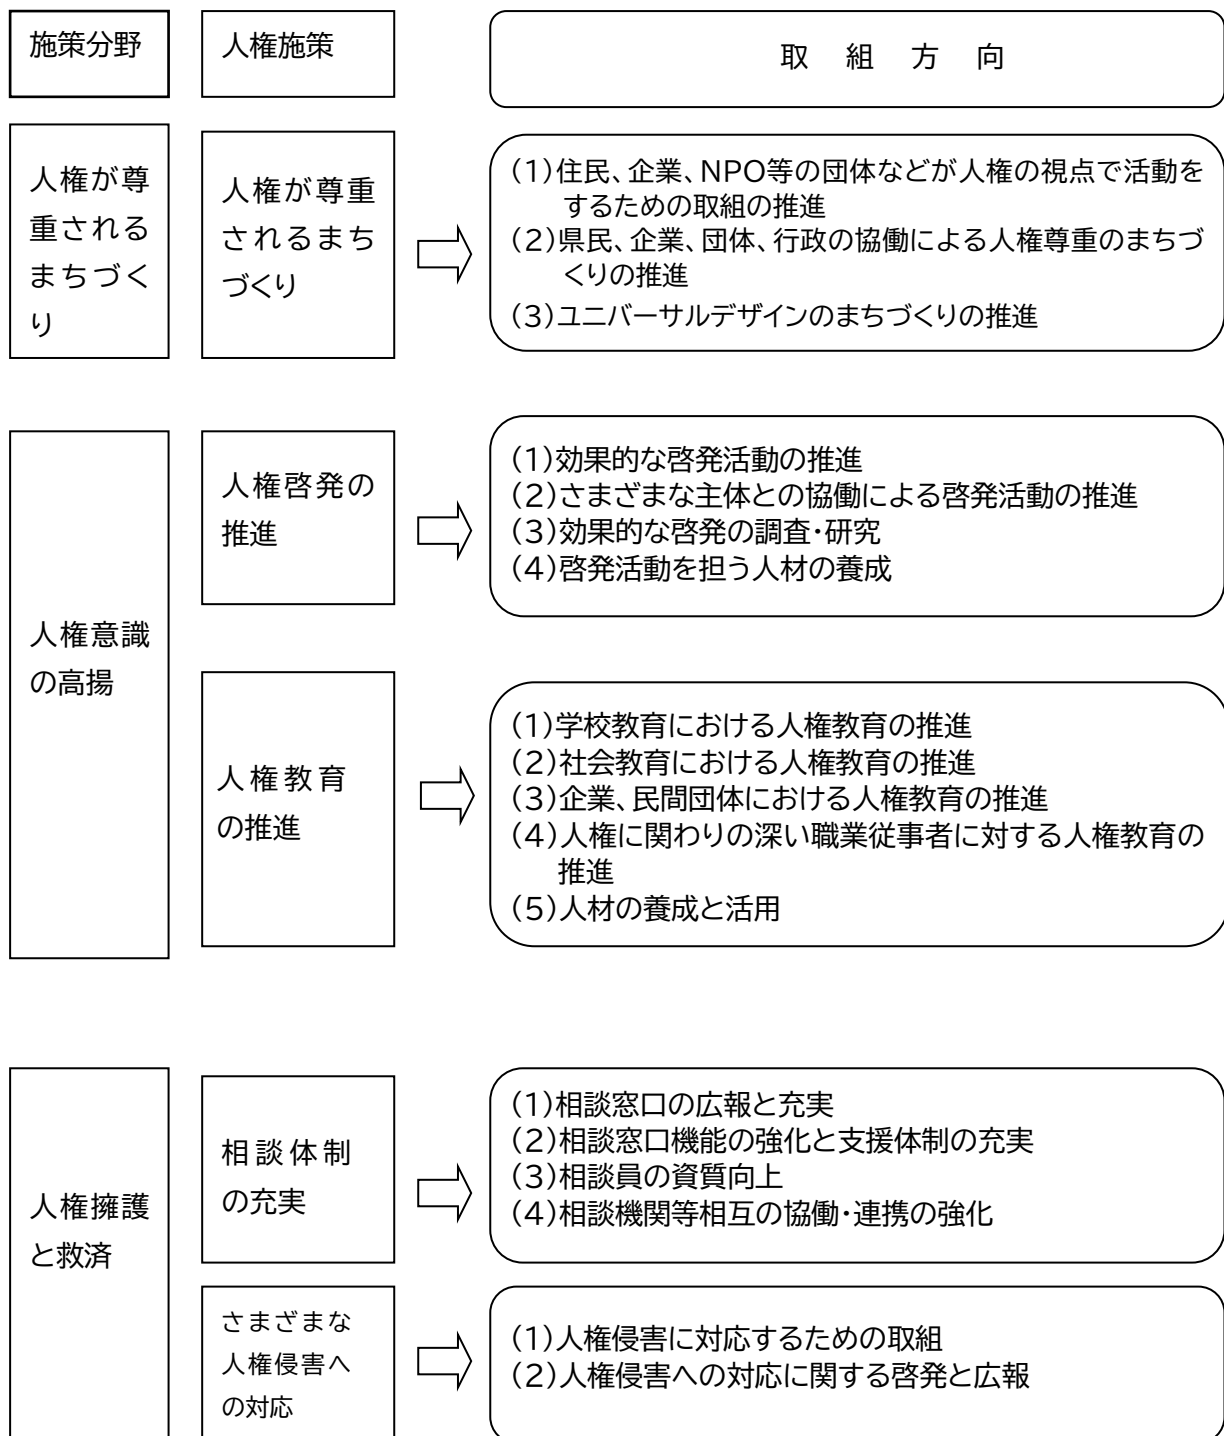 施策分野
人権施策
取 組 方 向
人権が尊
重される
まちづく
り
人権が尊重
されるまち
づくり
(1)住民、企業、NPO等の団体などが人権の視点で活動を
するための取組の推進
(2)県民、企業、団体、行政の協働による人権尊重のまちづ
くりの推進
(3)ユニバーサルデザインのまちづくりの推進
人権意識
の高揚
人権啓発の
推進
(1)効果的な啓発活動の推進
(2)さまざまな主体との協働による啓発活動の推進
(3)効果的な啓発の調査・研究
(4)啓発活動を担う人材の養成
人権教育
の推進
(1)学校教育における人権教育の推進
(2)社会教育における人権教育の推進
(3)企業、民間団体における人権教育の推進
(4)人権に関わりの深い職業従事者に対する人権教育の
推進
(5)人材の養成と活用
人権擁護
と救済
相談体制
の充実
(1)相談窓口の広報と充実
(2)相談窓口機能の強化と支援体制の充実
(3)相談員の資質向上
(4)相談機関等相互の協働・連携の強化
さまざまな
人権侵害へ
の対応
(1)人権侵害に対応するための取組
(2)人権侵害への対応に関する啓発と広報